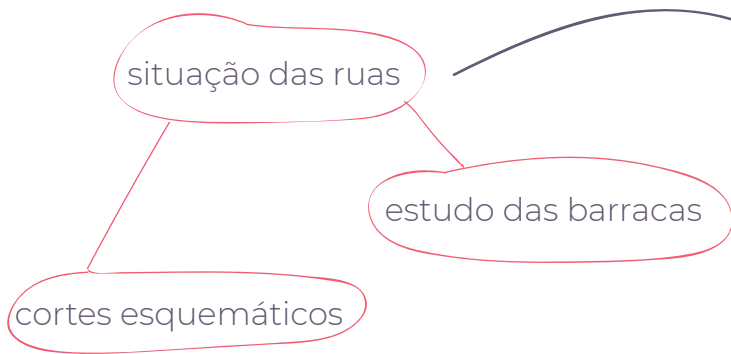 situação das ruas
estudo das barracas
cortes esquemáticos